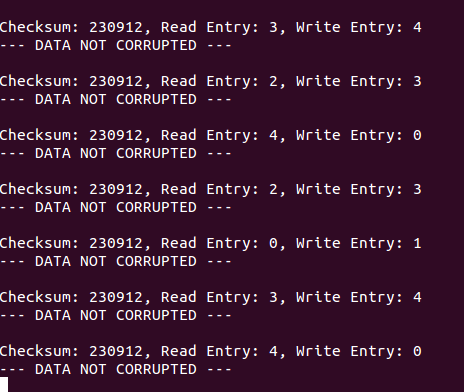 Checksum: 230912, Read Entry: 3, Write Entry: 4
--- DATA NOT CORRUPTED ---
Checksum: 230912, Read Entry: 2, Write Entry: 3
--- DATA NOT CORRUPTED ---
Checksum: 230912, Read Entry: 4, Write Entry: 0
--- DATA NOT CORRUPTED ---
Checksum: 230912, Read Entry: 2, Write Entry: 3
--- DATA NOT CORRUPTED ---
Checksum: 230912, Read Entry: 0, Write Entry: 1
--- DATA NOT CORRUPTED ---
Checksum: 230912, Read Entry: 3, Write Entry: 4
--- DATA NOT CORRUPTED ---
Checksum: 230912, Read Entry: 4, Write Entry: 0
--- DATA NOT CORRUPTED ---